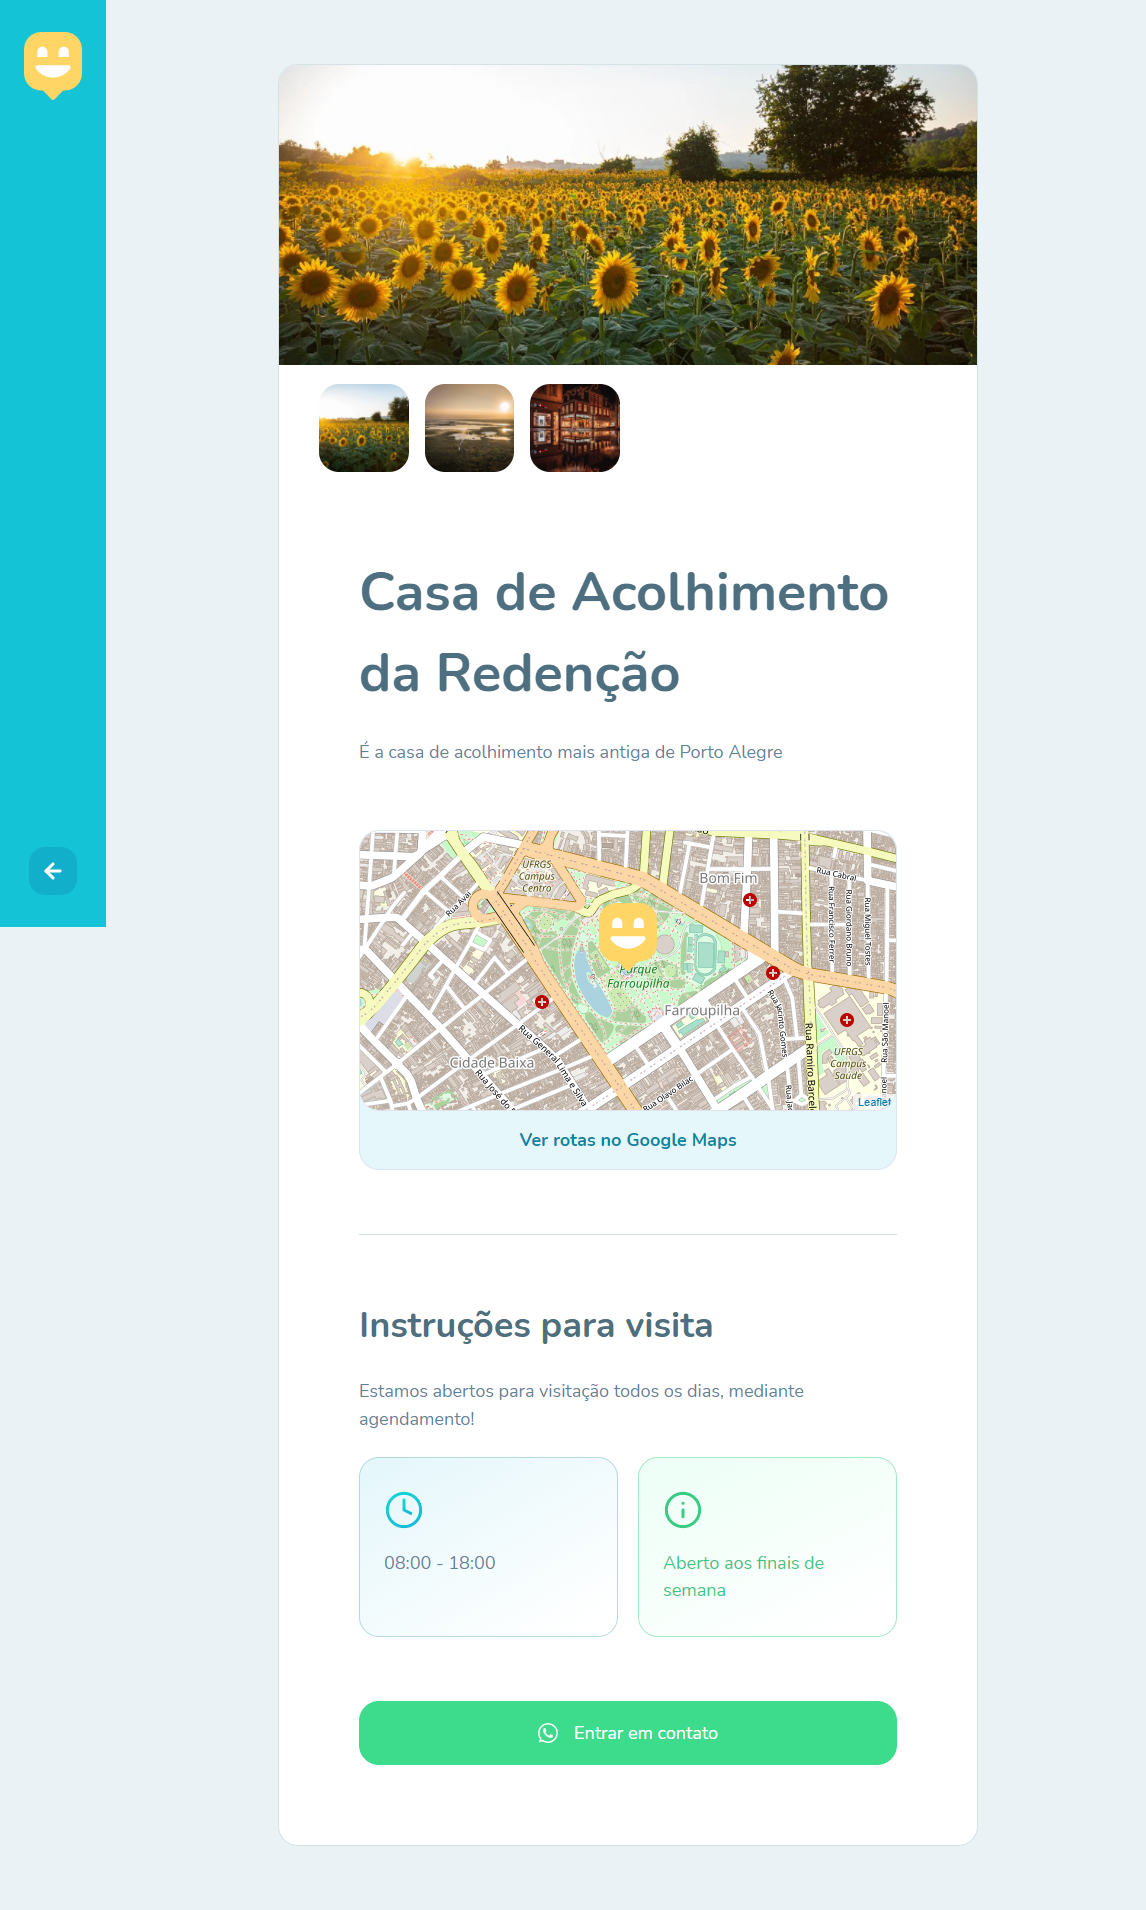 Casa de Acolhimento
da Redenção
É a casa de acolhimento mais antiga de Porto Alegre
UFRGS
Campus
Centro
Bom Fim
Rua Cabral
Rua Avaí
Rua Francisco Ferrer
Rua Giordano Bruno
Rua Miguel Tostes
Parque
Farroupilha
Farroupilha
Rua Jacinto Gomes
Rua São Manoel
Cidade Baixa
Rua General Lima e Silva
Rua José do
Rua Olavo Bilac
Rua Ramiro Barcel
UFRGS
Campus
Saúde
Leaflet
Ver rotas no Google Maps
Instruções para visita
Estamos abertos para visitação todos os dias, mediante
agendamento!
08:00 - 18:00
Aberto aos finais de
semana
Entrar em contato